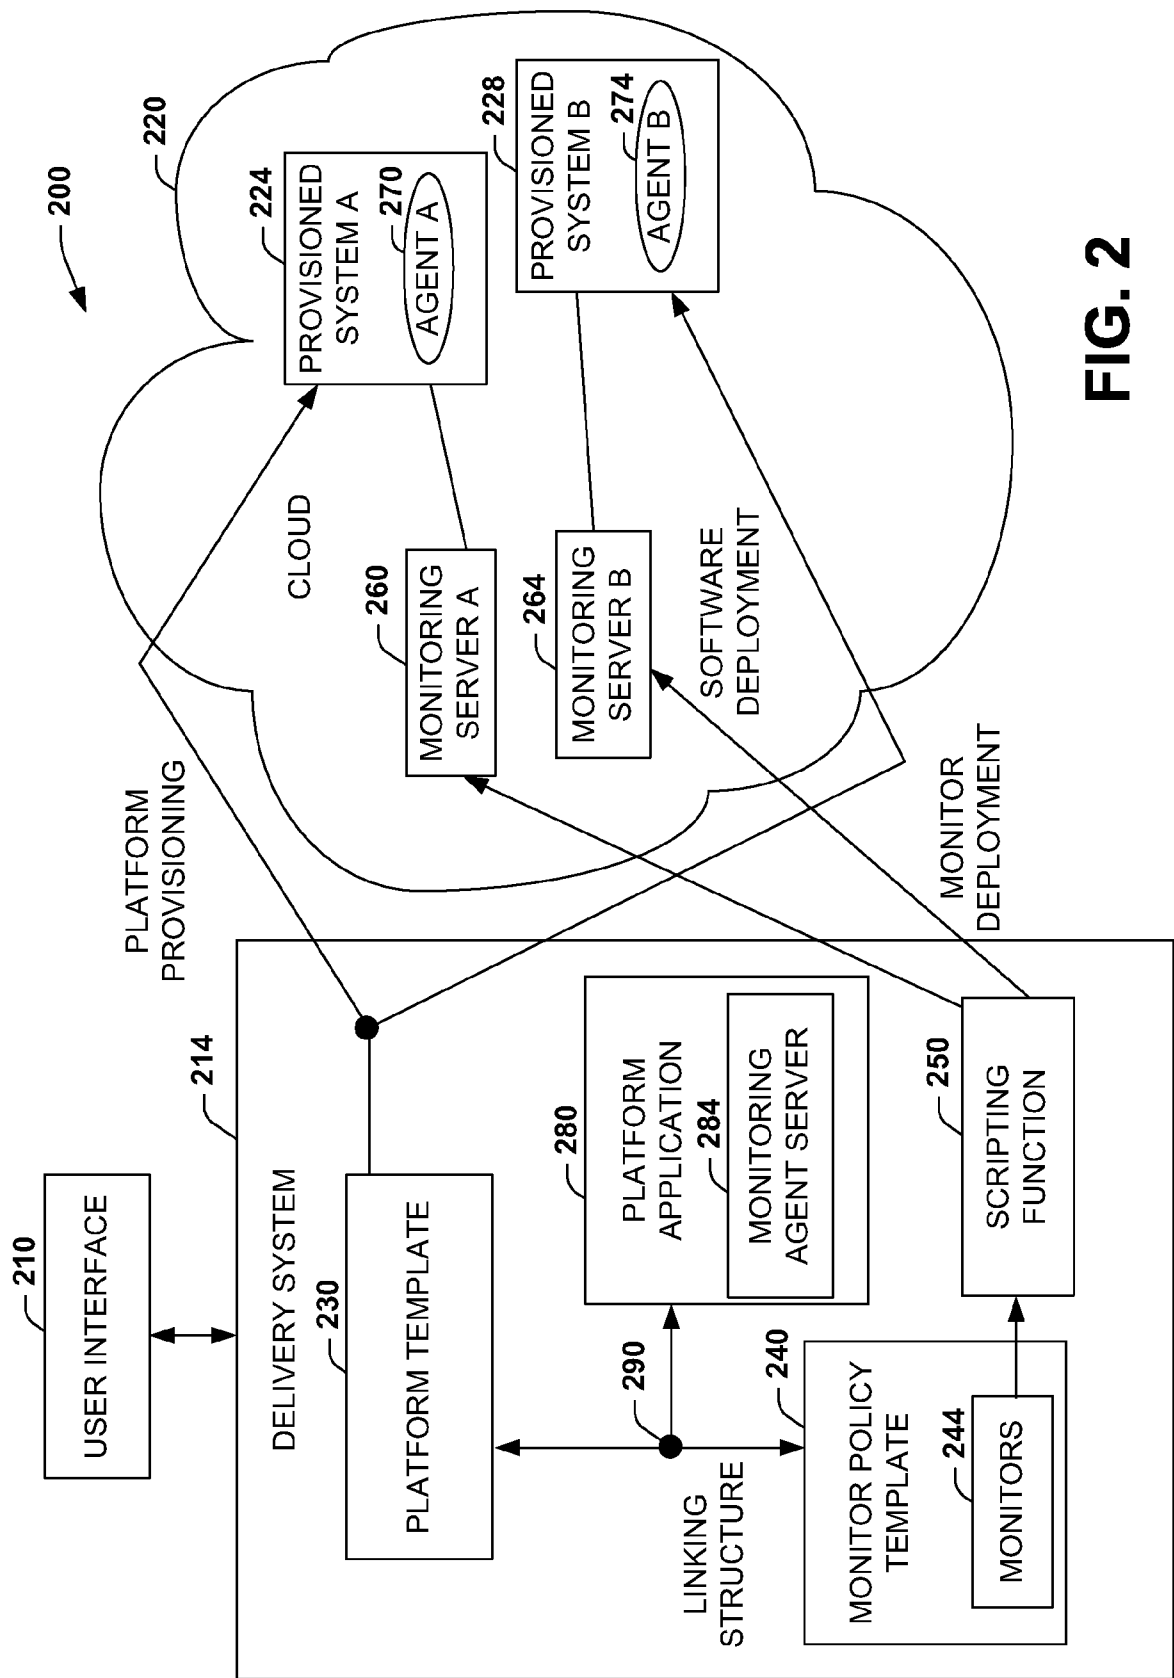 200
210
USER INTERFACE
214
DELIVERY SYSTEM
230
PLATFORM TEMPLATE
290
LINKING
STRUCTURE
240
MONITOR POLICY
TEMPLATE
244
MONITORS
280
PLATFORM
APPLICATION
284
MONITORING
AGENT SERVER
250
SCRIPTING
FUNCTION
PLATFORM
PROVISIONING
MONITOR
DEPLOYMENT
SOFTWARE
DEPLOYMENT
220
CLOUD
260
MONITORING
SERVER A
264
MONITORING
SERVER B
224
PROVISIONED
SYSTEM A
270
AGENT A
228
PROVISIONED
SYSTEM B
274
AGENT B
FIG. 2